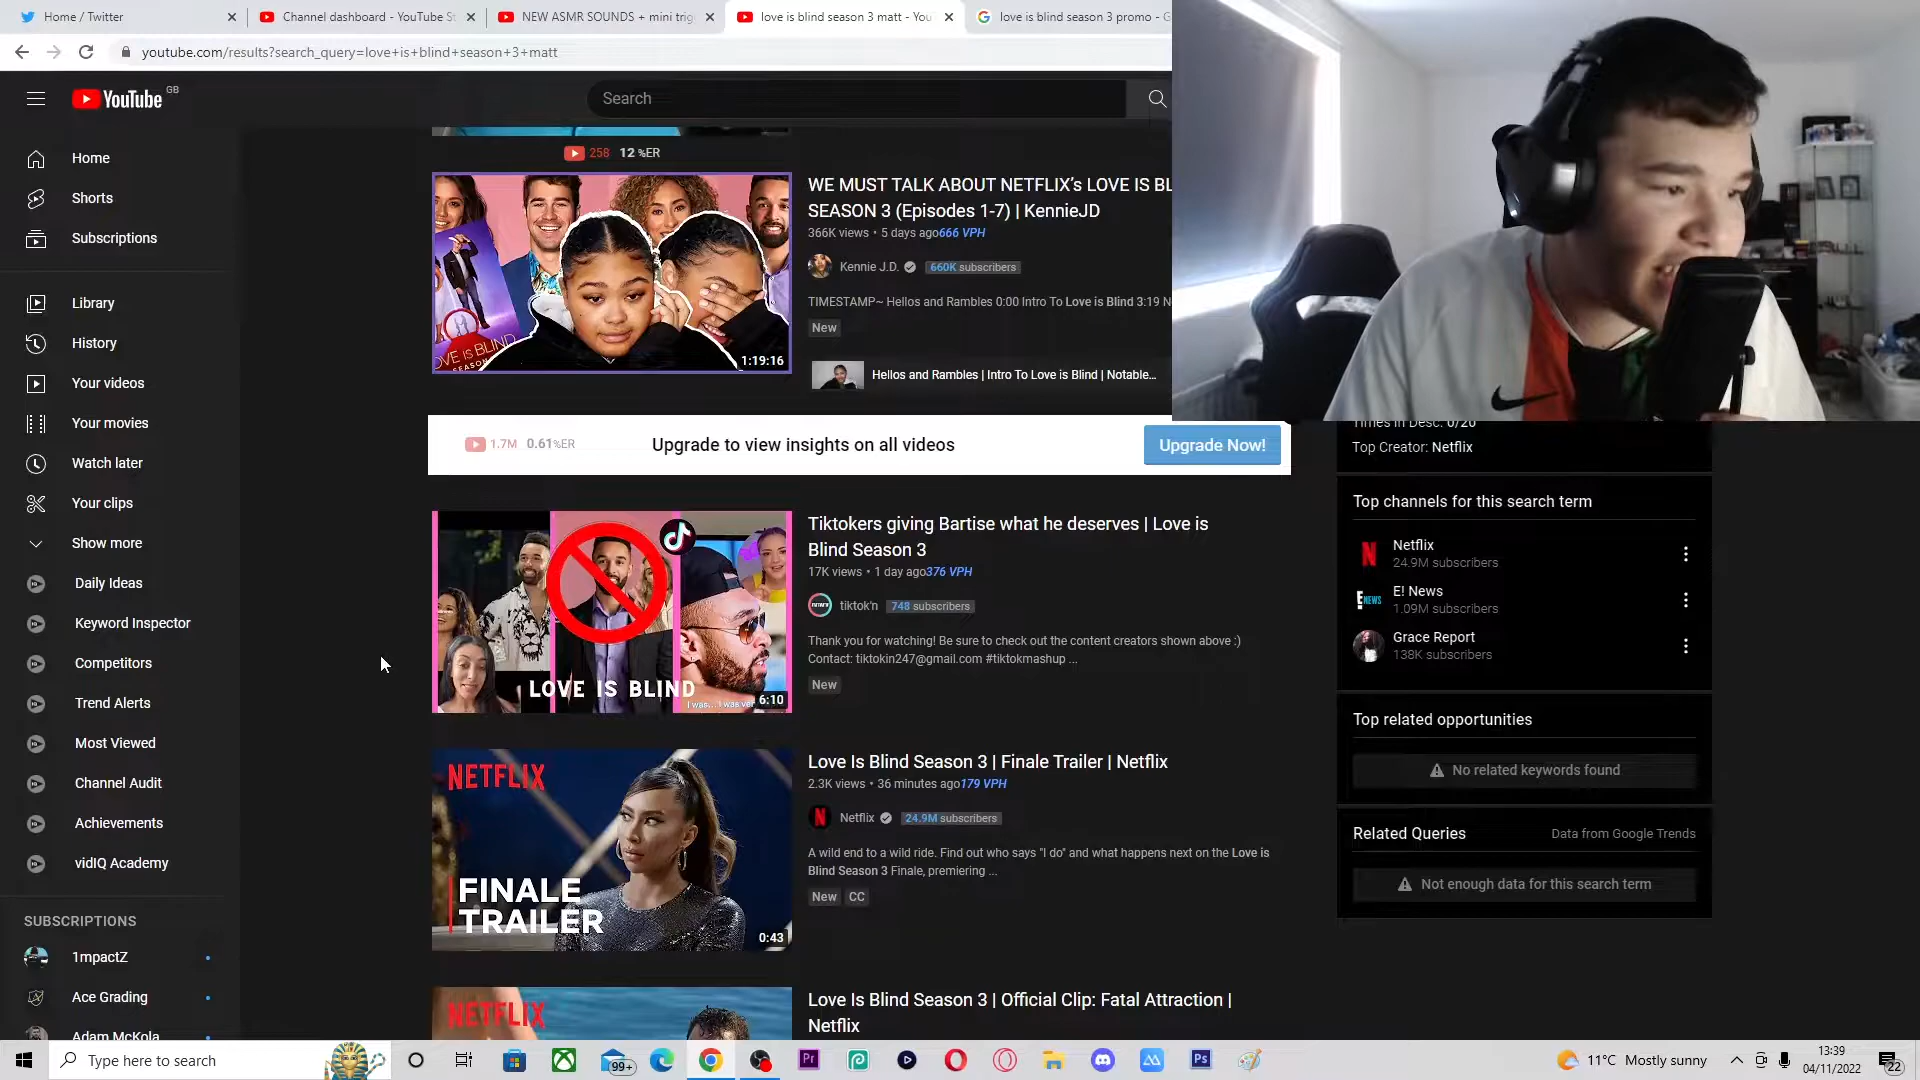 Home / Twitter
Channel dashboard - YouTube St
NEW ASMR SOUNDS + mini trig
love is blind season 3 matt - You
love is blind season 3 promo - G
youtube.com/results?search_query=love+is+blind+season+3+matt
YouTube GB
Search
Home
Shorts
Subscriptions
Library
History
Your videos
Your movies
Watch later
Your clips
Show more
Daily Ideas
Keyword Inspector
Competitors
Trend Alerts
Most Viewed
Channel Audit
Achievements
vidIQ Academy
SUBSCRIPTIONS
1mpactZ
Ace Grading
Adam McKola
258 12 %ER
1:19:16
WE MUST TALK ABOUT NETFLIX's LOVE IS BL
SEASON 3 (Episodes 1-7) | KennieJD
366K views • 5 days ago 666 VPH
Kennie J.D. 660K subscribers
TIMESTAMP~ Hellos and Rambles 0:00 Intro To Love is Blind 3:19 N
New
Hellos and Rambles | Intro To Love is Blind | Notable...
1.7M 0.61%ER
Upgrade to view insights on all videos
Upgrade Now!
LOVE IS BLIND
6:10
Tiktokers giving Bartise what he deserves | Love is
Blind Season 3
17K views • 1 day ago 376 VPH
tiktok'n 748 subscribers
Thank you for watching! Be sure to check out the content creators shown above :)
Contact: tiktokin247@gmail.com #tiktokmashup ...
New
NETFLIX
FINALE
TRAILER
0:43
Love Is Blind Season 3 | Finale Trailer | Netflix
2.3K views • 36 minutes ago 179 VPH
Netflix 24.9M subscribers
A wild end to a wild ride. Find out who says "I do" and what happens next on the Love is
Blind Season 3 Finale, premiering ...
New CC
NETFLIX
Love Is Blind Season 3 | Official Clip: Fatal Attraction |
Netflix
Times in Desc: 0/20
Top Creator: Netflix
Top channels for this search term
Netflix
24.9M subscribers
E! News
1.09M subscribers
Grace Report
138K subscribers
Top related opportunities
No related keywords found
Related Queries Data from Google Trends
Not enough data for this search term
Type here to search
99+
11°C Mostly sunny
13:39
04/11/2022
22